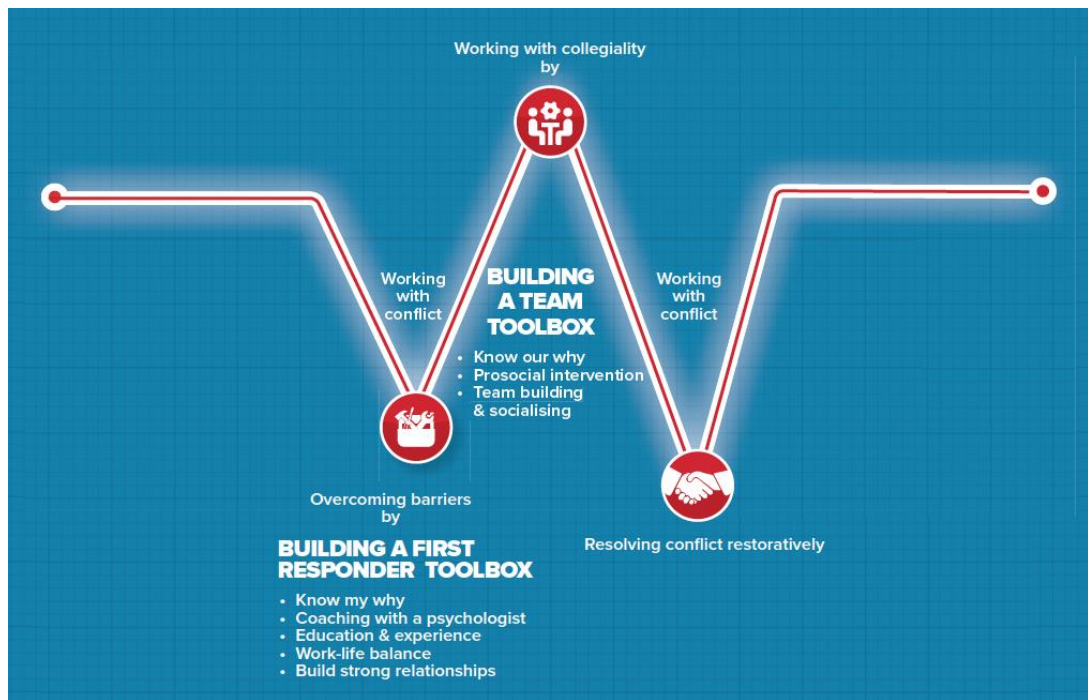 Working with collegiality
by
Working
with
conflict
BUILDING
A TEAM
TOOLBOX
• Know our why
• Prosocial intervention
• Team building
& socialising
Working
with
conflict
Overcoming barriers
by
BUILDING A FIRST
RESPONDER TOOLBOX
• Know my why
• Coaching with a psychologist
• Education & experience
• Work-life balance
• Build strong relationships
Resolving conflict restoratively